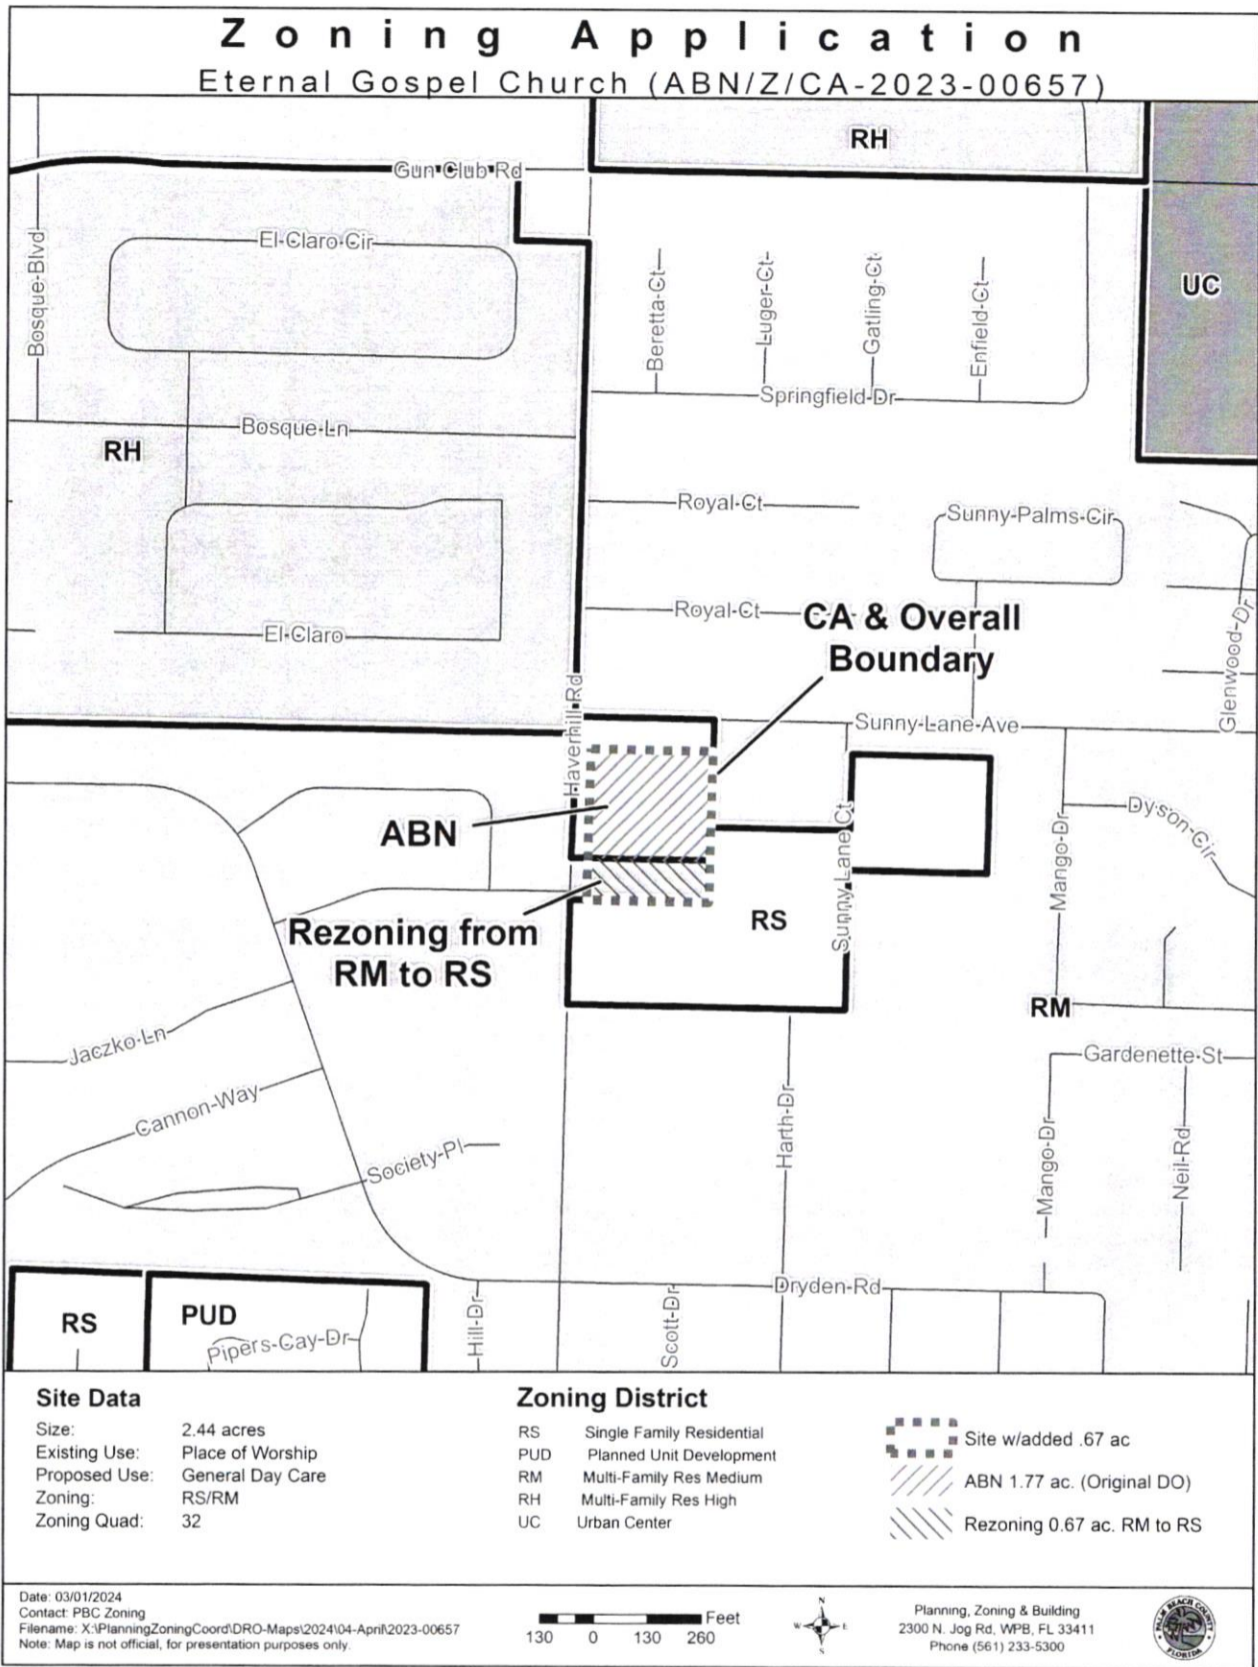 Zoning Application
Eternal Gospel Church (ABN/Z/CA-2023-00657)
RH
Gun Club Rd
El Claro Cir
Bosque Blvd
UC
Beretta Ct
Luger Ct
Gatling Ct
Enfield Ct
Springfield Dr
Bosque Ln
RH
Royal Ct
Sunny Palms Cir
Royal Ct
CA & Overall
Boundary
El Claro
Glenwood Dr
Haverhill Rd
Sunny Lane Ave
ABN
Sunny Lane Ct
Mango Dr
Dyson Cir
Rezoning from
RM to RS
RS
RM
Jaczko Ln
Gardenette St
Cannon Way
Harth Dr
Mango Dr
Neil Rd
Society Pl
Dryden Rd
RS
PUD
Pipers Cay Dr
Hill Dr
Scott Dr
Site Data
Size: 2.44 acres
Existing Use: Place of Worship
Proposed Use: General Day Care
Zoning: RS/RM
Zoning Quad: 32
Zoning District
RS Single Family Residential
PUD Planned Unit Development
RM Multi-Family Res Medium
RH Multi-Family Res High
UC Urban Center
Site w/added .67 ac
ABN 1.77 ac. (Original DO)
Rezoning 0.67 ac. RM to RS
Date: 03/01/2024
Contact: PBC Zoning
Filename: X:\PlanningZoningCoord\DRO-Maps\2024\04-April\2023-00657
Note: Map is not official, for presentation purposes only.
Feet
130 0 130 260
N
W E
S
Planning, Zoning & Building
2300 N. Jog Rd, WPB, FL 33411
Phone (561) 233-5300
PALM BEACH COUNTY
FLORIDA